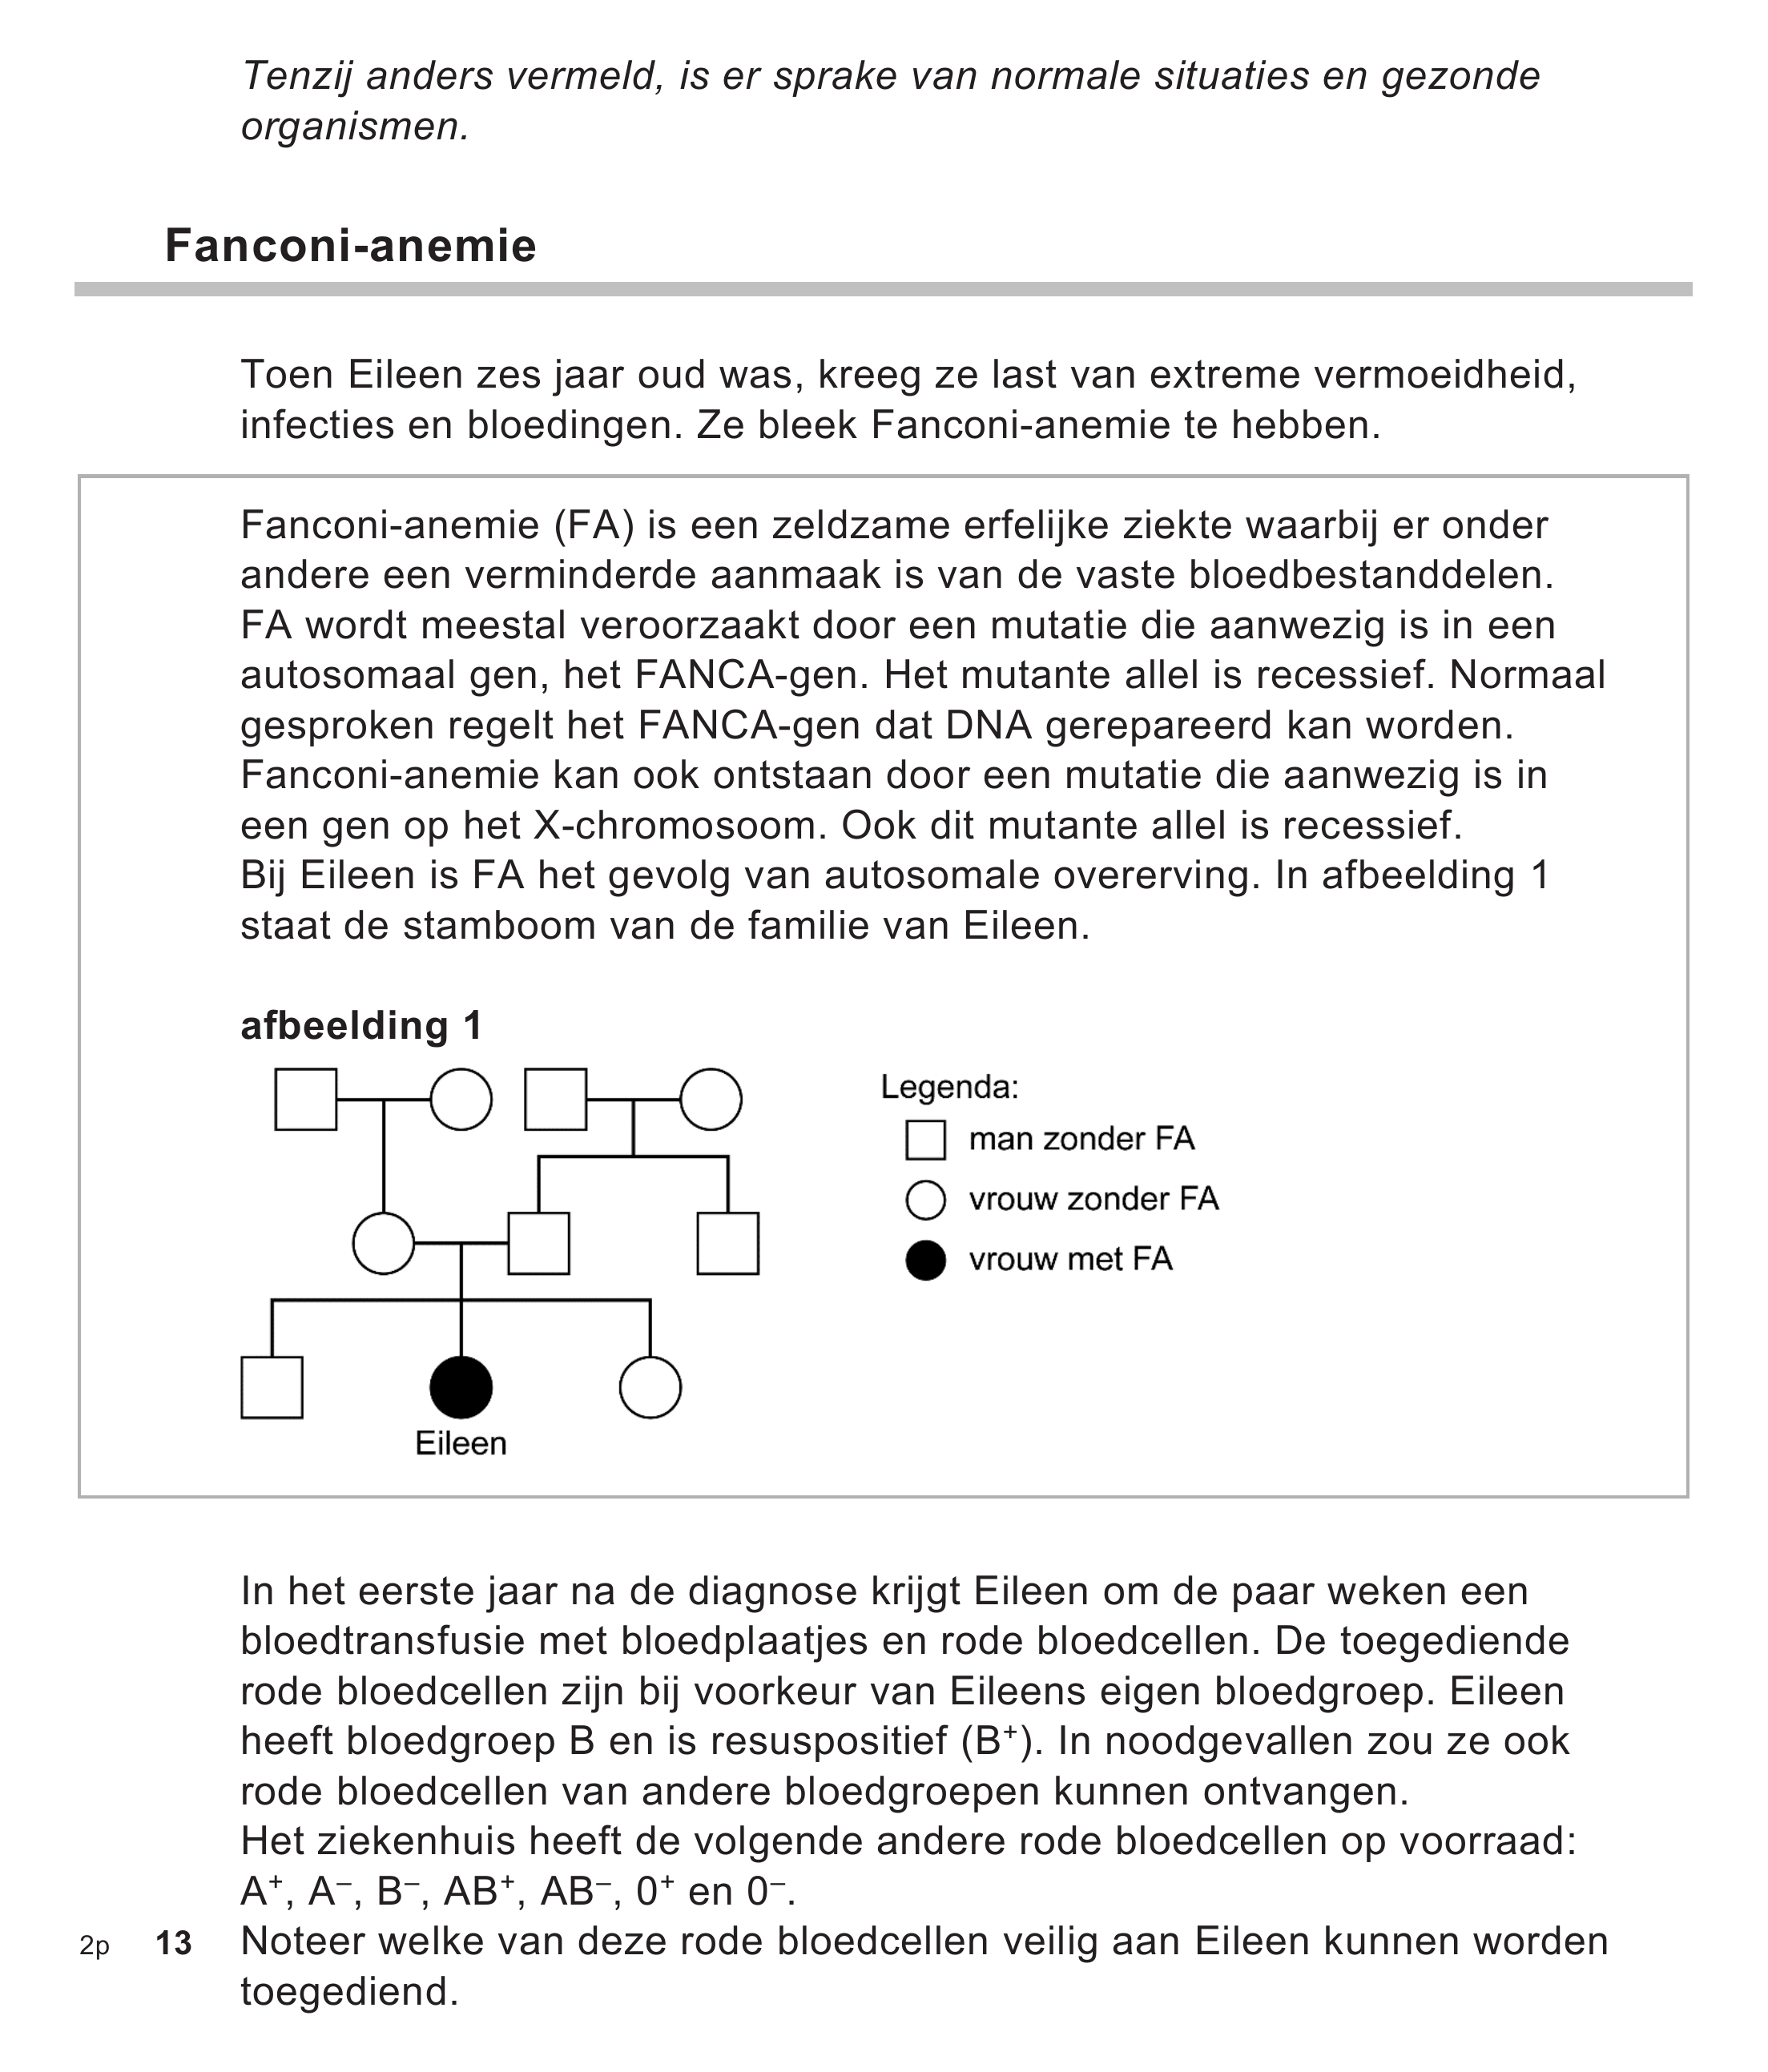 Tenzij anders vermeld, is er sprake van normale situaties en gezonde
organismen.
Fanconi-anemie
Toen Eileen zes jaar oud was, kreeg ze last van extreme vermoeidheid,
infecties en bloedingen. Ze bleek Fanconi-anemie te hebben.
Fanconi-anemie (FA) is een zeldzame erfelijke ziekte waarbij er onder
andere een verminderde aanmaak is van de vaste bloedbestanddelen.
FA wordt meestal veroorzaakt door een mutatie die aanwezig is in een
autosomaal gen, het FANCA-gen. Het mutante allel is recessief. Normaal
gesproken regelt het FANCA-gen dat DNA gerepareerd kan worden.
Fanconi-anemie kan ook ontstaan door een mutatie die aanwezig is in
een gen op het X-chromosoom. Ook dit mutante allel is recessief.
Bij Eileen is FA het gevolg van autosomale overerving. In afbeelding 1
staat de stamboom van de familie van Eileen.
afbeelding 1
Legenda:
man zonder FA
vrouw zonder FA
vrouw met FA
Eileen
In het eerste jaar na de diagnose krijgt Eileen om de paar weken een
bloedtransfusie met bloedplaatjes en rode bloedcellen. De toegediende
rode bloedcellen zijn bij voorkeur van Eileens eigen bloedgroep. Eileen
heeft bloedgroep B en is resuspositief (B⁺). In noodgevallen zou ze ook
rode bloedcellen van andere bloedgroepen kunnen ontvangen.
Het ziekenhuis heeft de volgende andere rode bloedcellen op voorraad:
A⁺, A⁻, B⁻, AB⁺, AB⁻, 0⁺ en 0⁻.
2p 13 Noteer welke van deze rode bloedcellen veilig aan Eileen kunnen worden
toegediend.